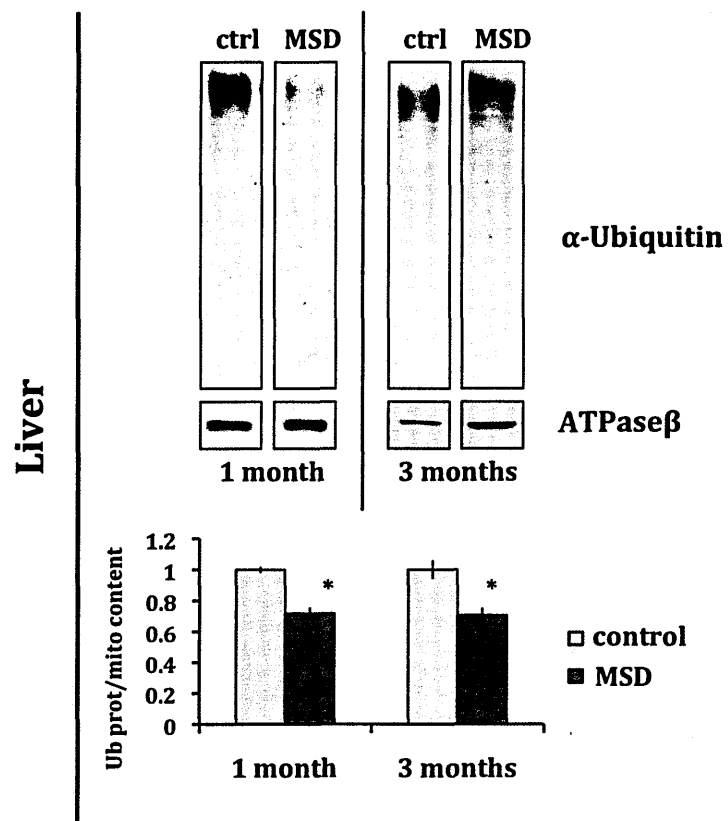 ctrl MSD ctrl MSD
α-Ubiquitin
ATPaseβ
1 month 3 months
Liver
Ub prot/mito content
1.2
1
0.8
0.6
0.4
0.2
0
* *
control
MSD
1 month 3 months